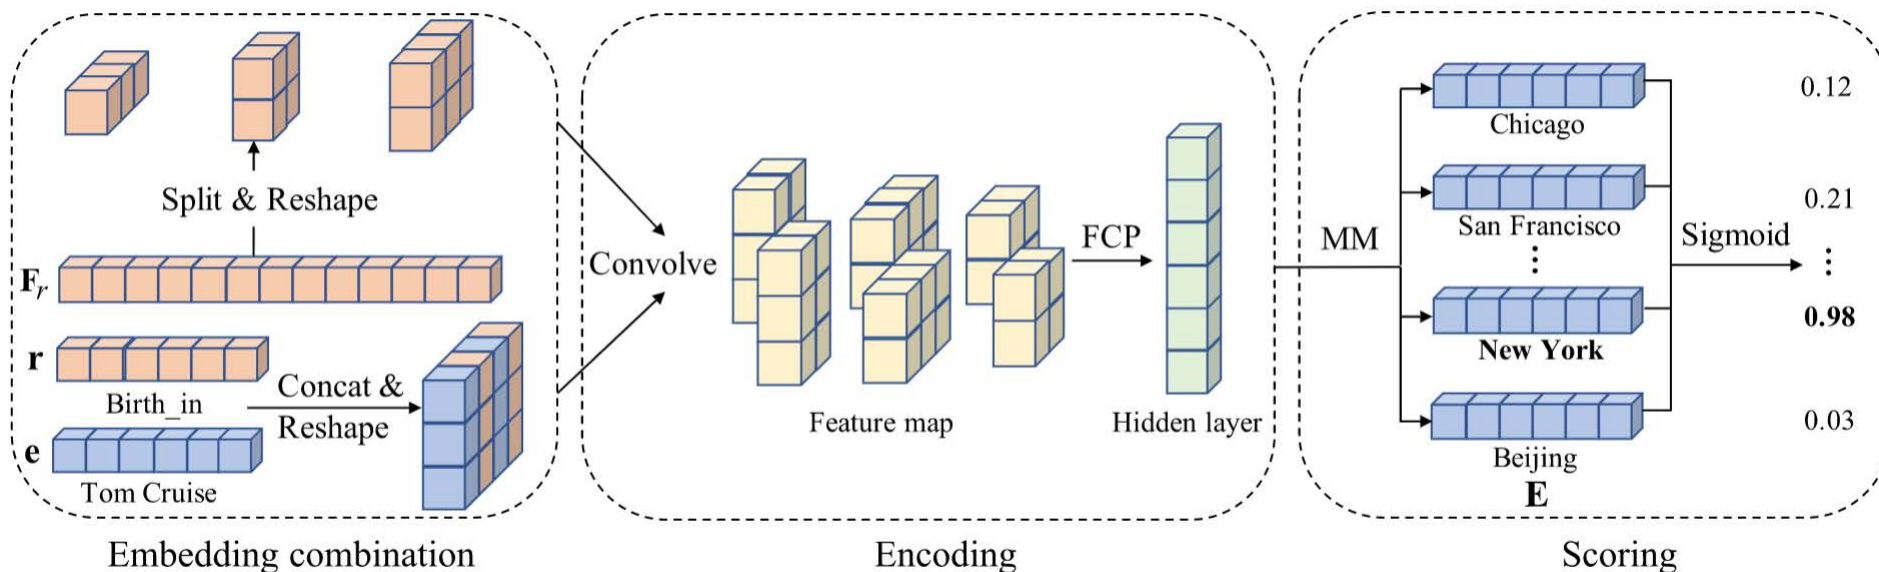 Split & Reshape
F_r
r
Birth_in
e
Tom Cruise
Concat &
Reshape
Embedding combination
Convolve
Feature map
FCP
Hidden layer
Encoding
MM
Chicago
San Francisco
⋮
New York
Beijing
E
Sigmoid
0.12
0.21
⋮
0.98
0.03
Scoring